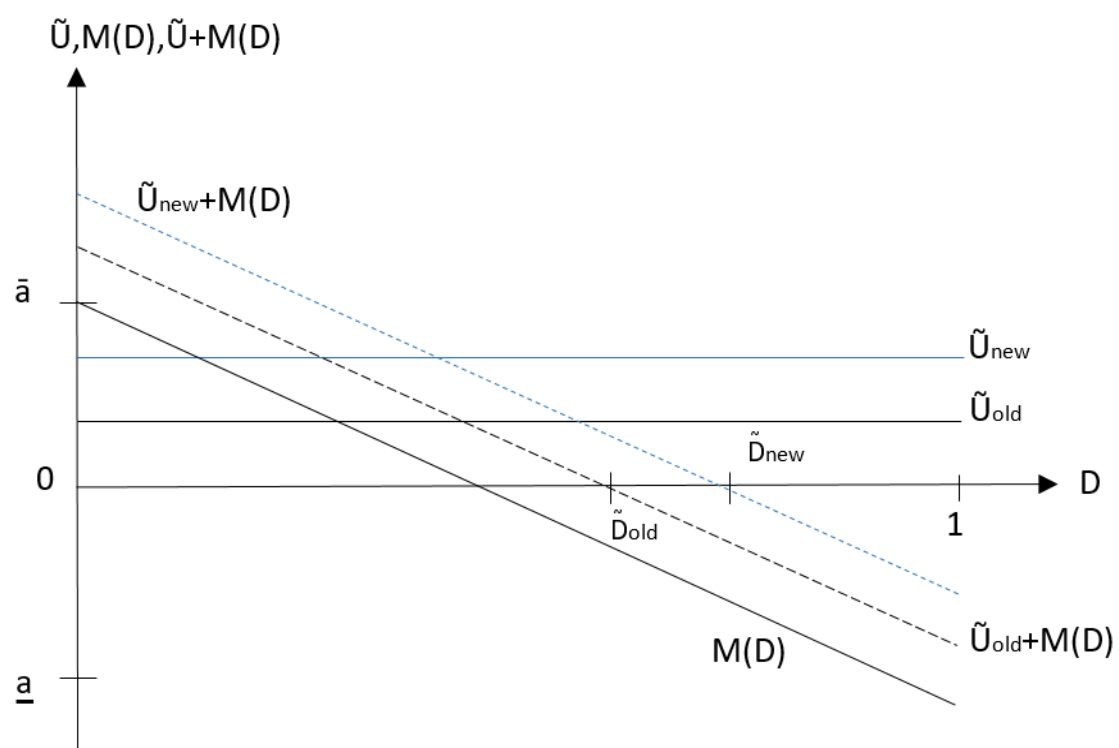 Ũ,M(D),Ũ+M(D)
Ũnew+M(D)
ā
Ũnew
Ũold
D̃new
0
D
D̃old
1
Ũold+M(D)
M(D)
a̲